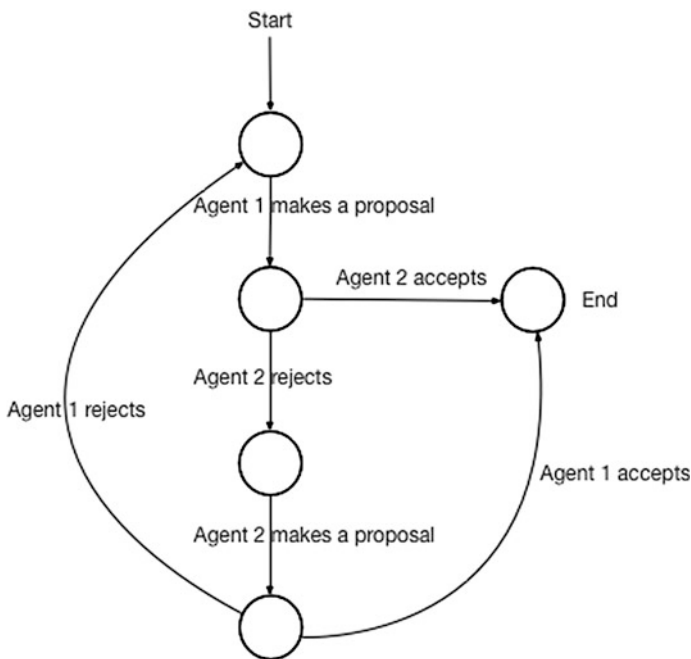 Start
Agent 1 makes a proposal
Agent 2 accepts
End
Agent 2 rejects
Agent 1 rejects
Agent 1 accepts
Agent 2 makes a proposal